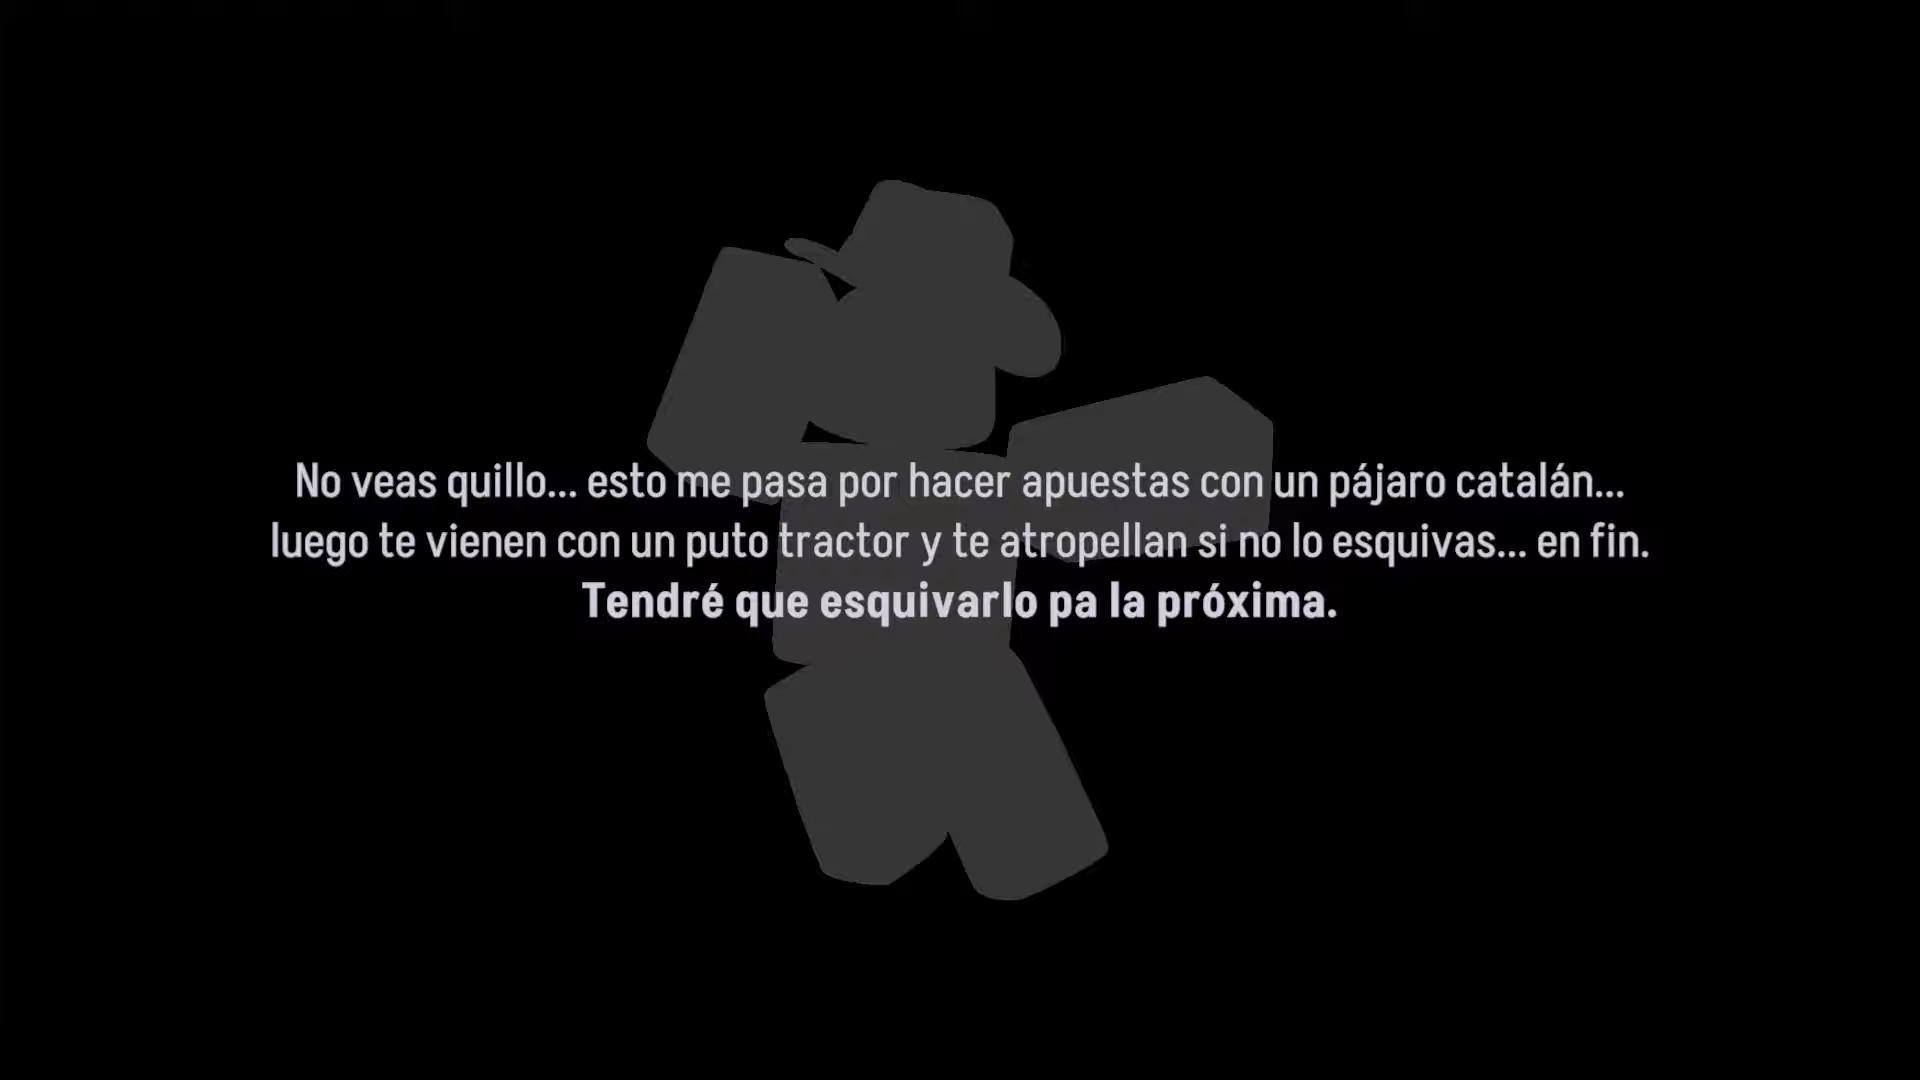 No veas quillo... esto me pasa por hacer apuestas con un pájaro catalán...
luego te vienen con un puto tractor y te atropellan si no lo esquivas... en fin.
Tendré que esquivarlo pa la próxima.